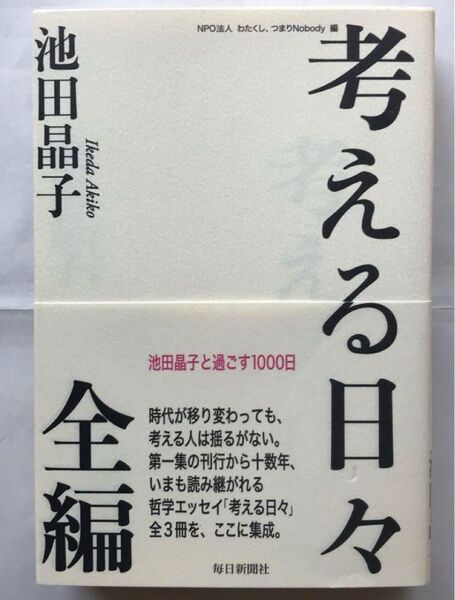 NPO法人 わたくし、つまりNobody 編
考える日々
全編
池田晶子
Ikeda Akiko
池田晶子と過ごす1000日
時代が移り変わっても、
考える人は揺るがない。
第一集の刊行から十数年、
いまも読み継がれる
哲学エッセイ「考える日々」
全3冊を、ここに集成。
毎日新聞社